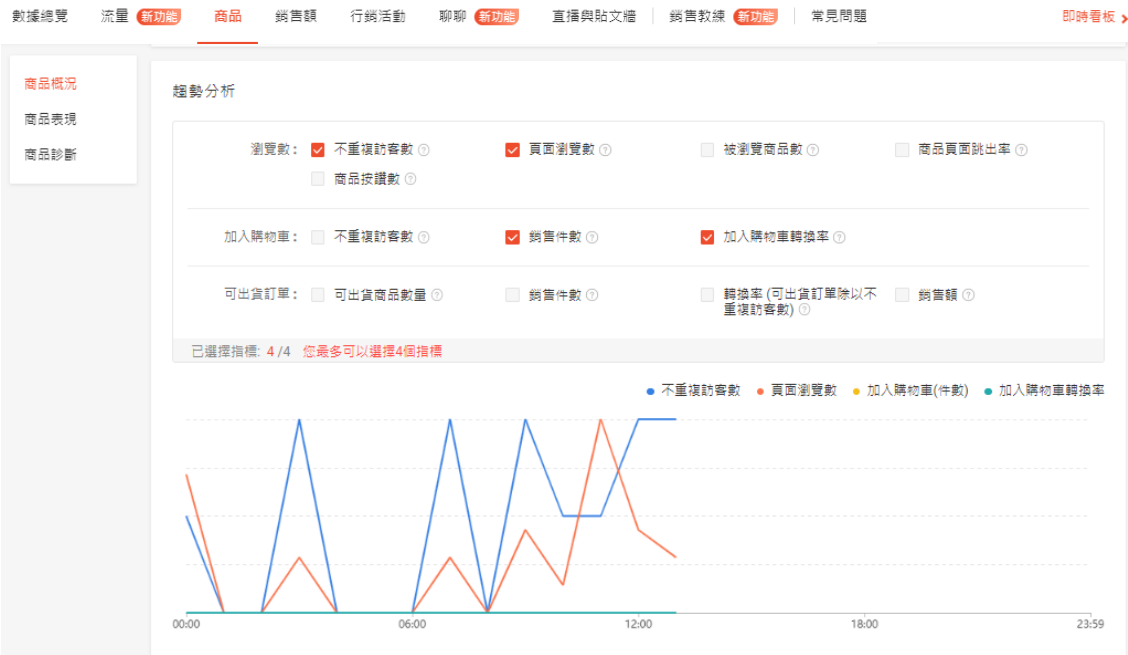 數據總覽 流量 新功能 商品 銷售額 行銷活動 聊聊 新功能 直播與貼文牆 銷售教練 新功能 常見問題 即時看板
商品概況
商品表現
商品診斷
趨勢分析
瀏覽數： 不重複訪客數 頁面瀏覽數 被瀏覽商品數 商品頁面跳出率
商品按讚數
加入購物車： 不重複訪客數 銷售件數 加入購物車轉換率
可出貨訂單： 可出貨商品數量 銷售件數 轉換率 (可出貨訂單除以不 銷售額
重複訪客數)
已選擇指標: 4 /4 您最多可以選擇4個指標
不重複訪客數 頁面瀏覽數 加入購物車(件數) 加入購物車轉換率
00:00 06:00 12:00 18:00 23:59